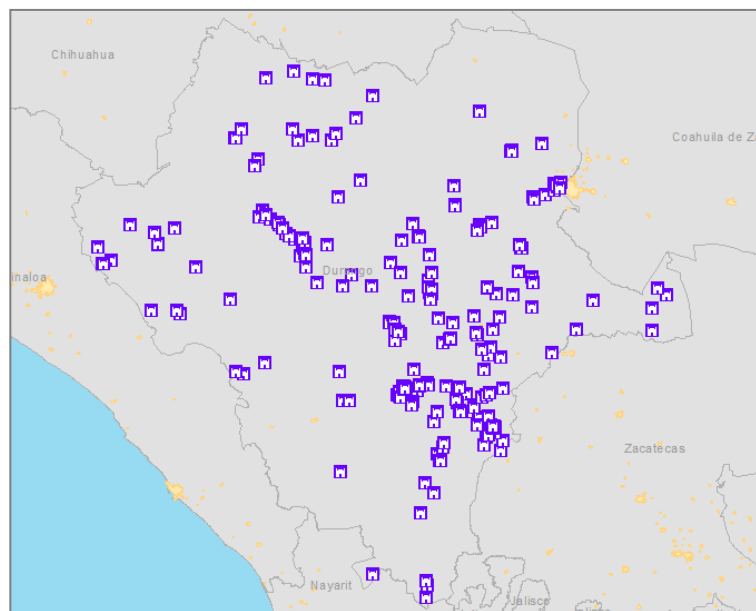 Chihuahua
Coahuila de Za
inaloa
Durango
Zacatecas
Nayarit
Jalisco